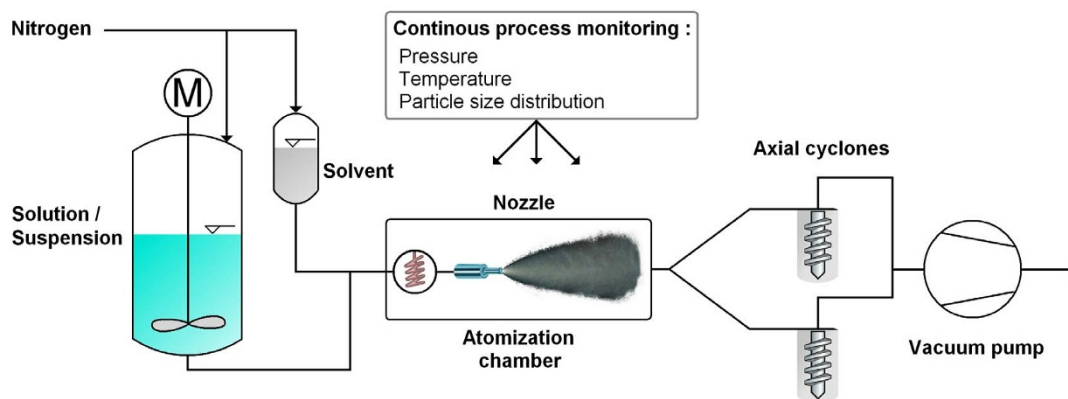 Nitrogen
Continous process monitoring :
Pressure
Temperature
Particle size distribution
M
Solvent
Axial cyclones
Solution /
Suspension
Nozzle
Atomization
chamber
Vacuum pump